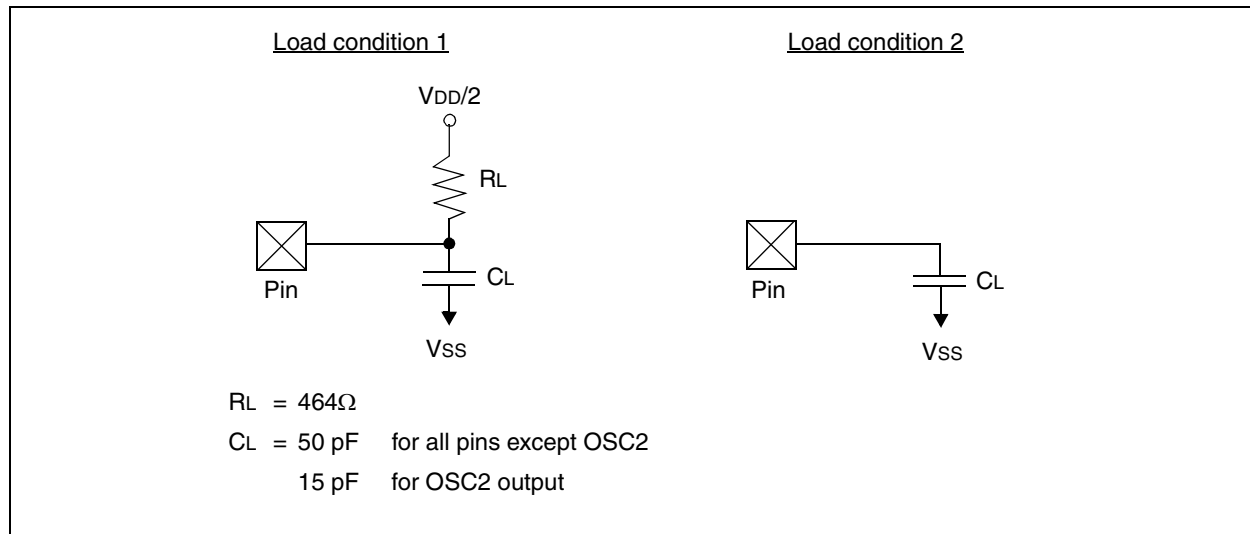 Load condition 1
Load condition 2
VDD/2
RL
CL
Pin
VSS
CL
Pin
VSS
RL = 464Ω
CL = 50 pF for all pins except OSC2
15 pF for OSC2 output